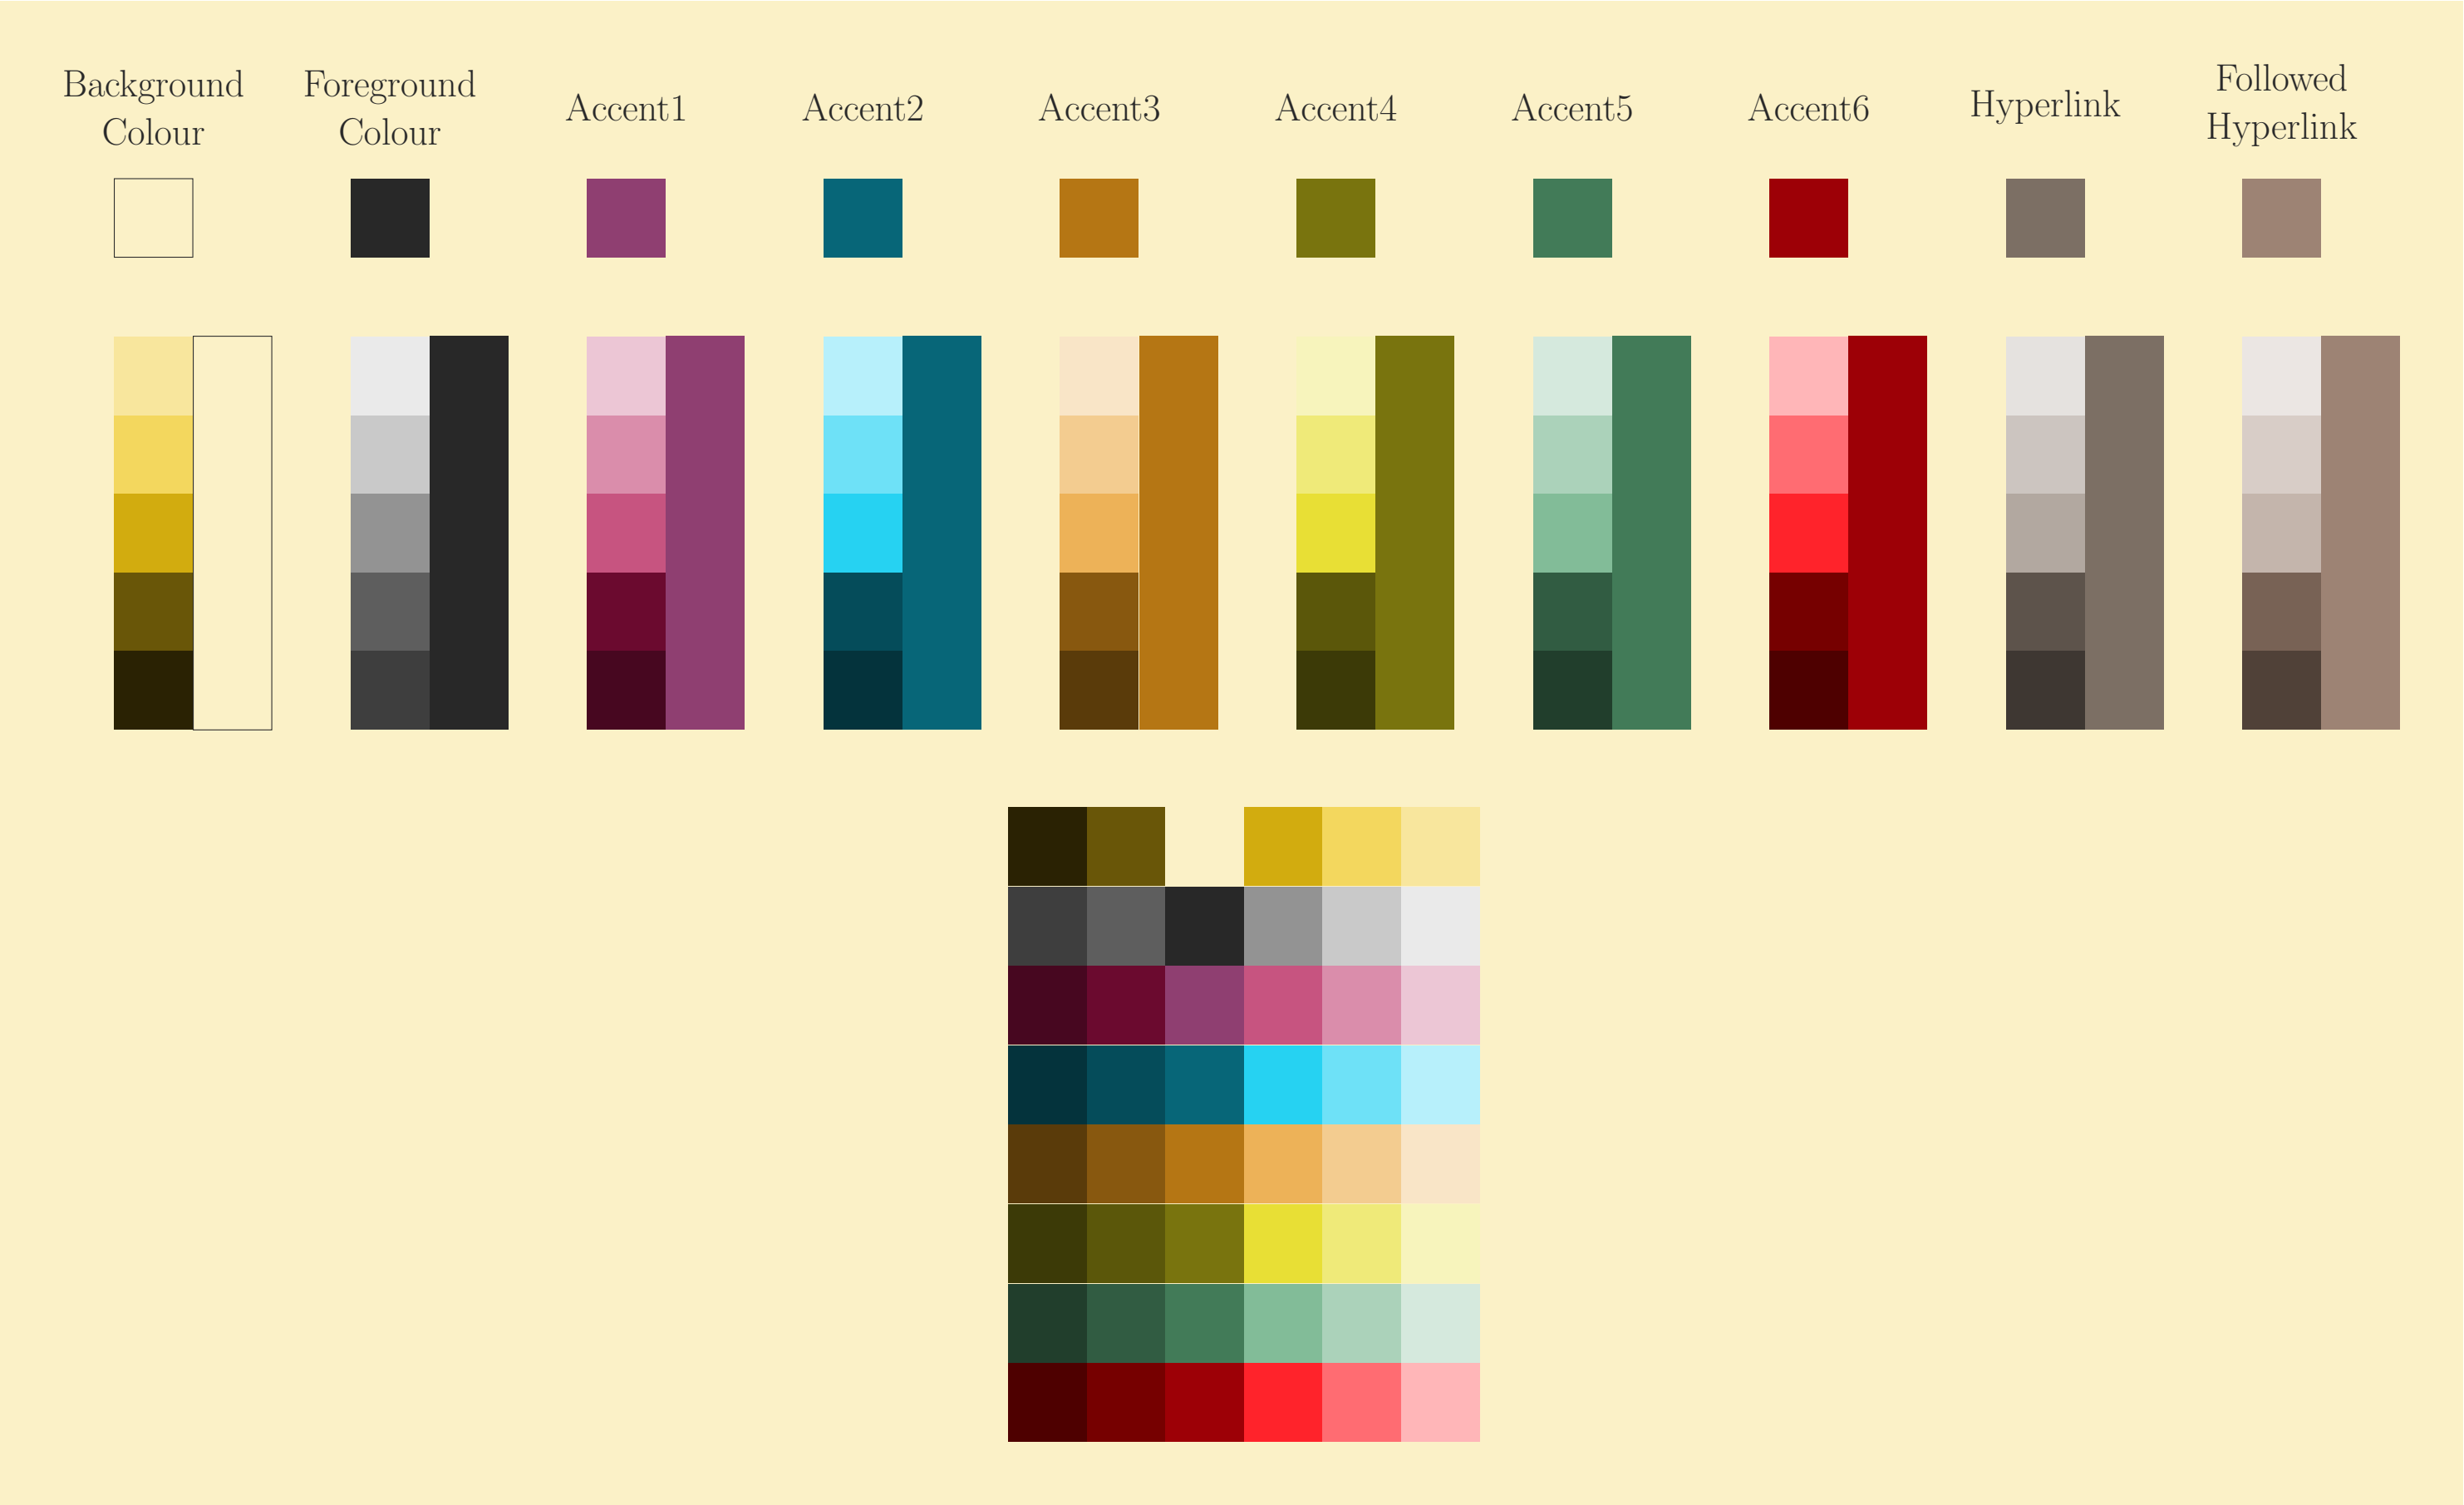 Background
Colour
Foreground
Colour
Accent1
Accent2
Accent3
Accent4
Accent5
Accent6
Hyperlink
Followed
Hyperlink